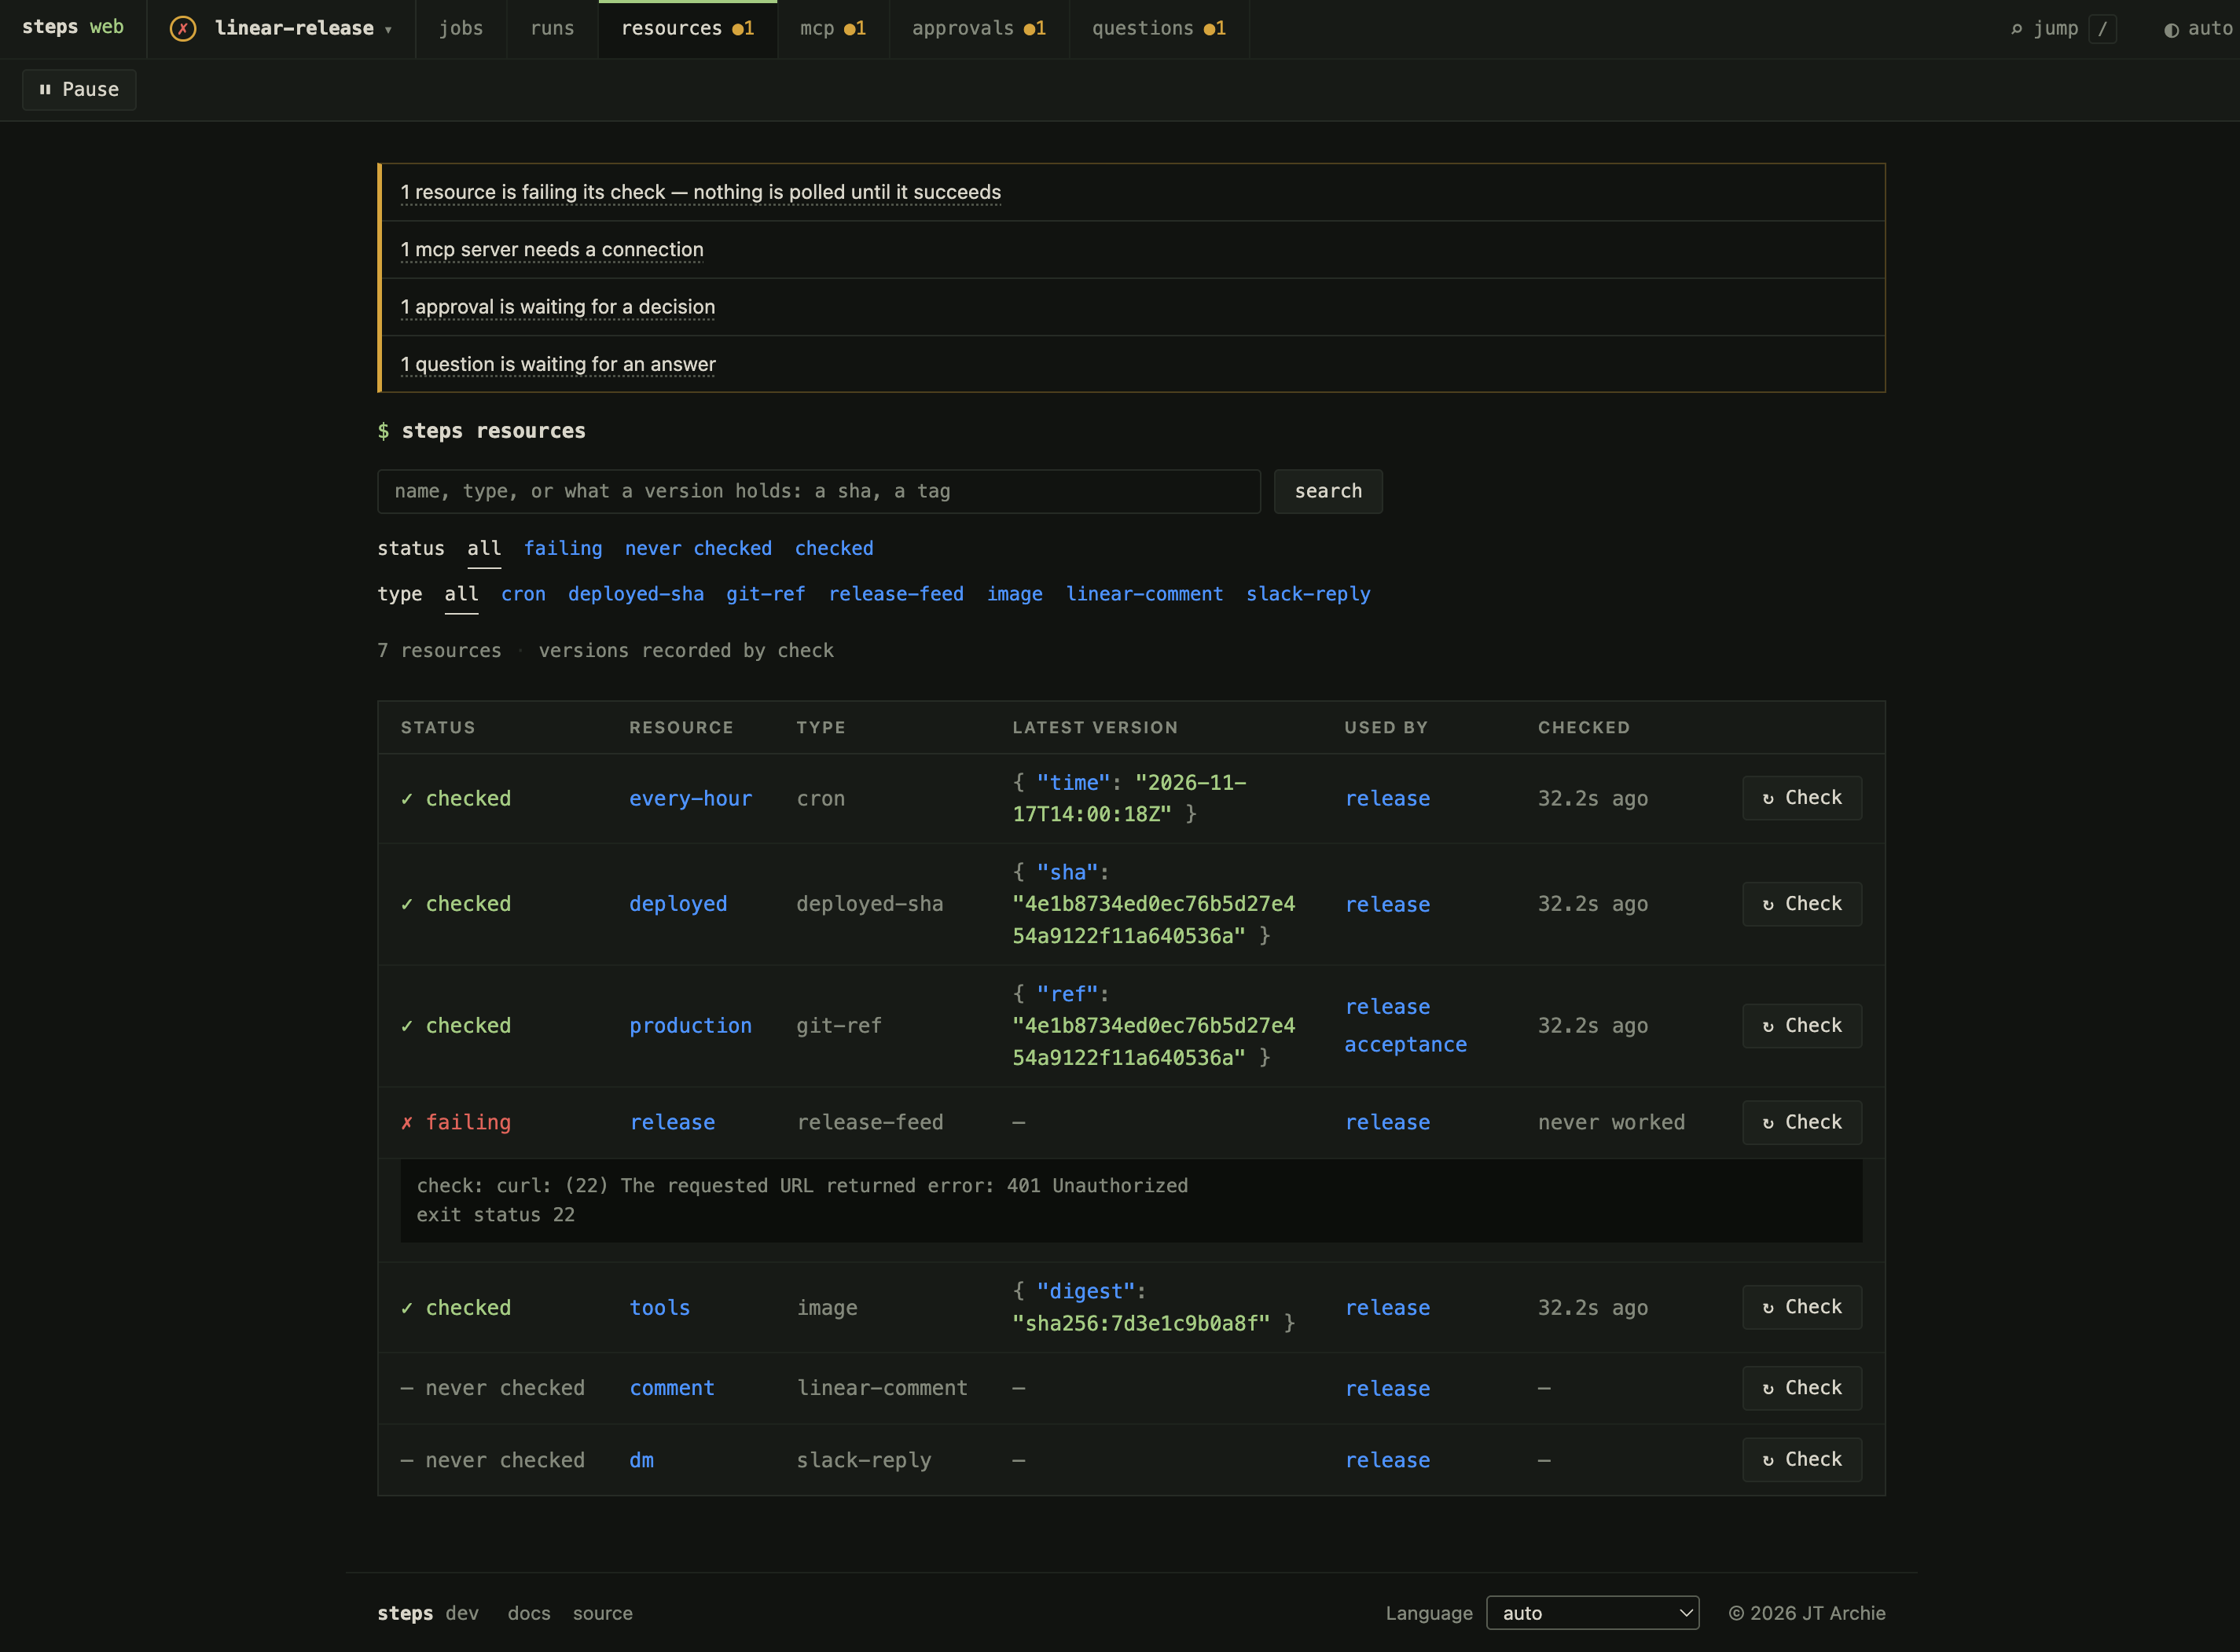 steps web
✗ linear-release ▾
jobs
runs
resources ●1
mcp ●1
approvals ●1
questions ●1
jump /
auto
Pause
1 resource is failing its check — nothing is polled until it succeeds
1 mcp server needs a connection
1 approval is waiting for a decision
1 question is waiting for an answer
$ steps resources
name, type, or what a version holds: a sha, a tag
search
status all failing never checked checked
type all cron deployed-sha git-ref release-feed image linear-comment slack-reply
7 resources · versions recorded by check
STATUS RESOURCE TYPE LATEST VERSION USED BY CHECKED
✓ checked every-hour cron { "time": "2026-11-
17T14:00:18Z" } release 32.2s ago ↻ Check
✓ checked deployed deployed-sha { "sha":
"4e1b8734ed0ec76b5d27e4
54a9122f11a640536a" } release 32.2s ago ↻ Check
✓ checked production git-ref { "ref":
"4e1b8734ed0ec76b5d27e4
54a9122f11a640536a" } release
acceptance 32.2s ago ↻ Check
✗ failing release release-feed — release never worked ↻ Check
check: curl: (22) The requested URL returned error: 401 Unauthorized
exit status 22
✓ checked tools image { "digest":
"sha256:7d3e1c9b0a8f" } release 32.2s ago ↻ Check
— never checked comment linear-comment — release — ↻ Check
— never checked dm slack-reply — release — ↻ Check
steps dev docs source
Language auto
© 2026 JT Archie